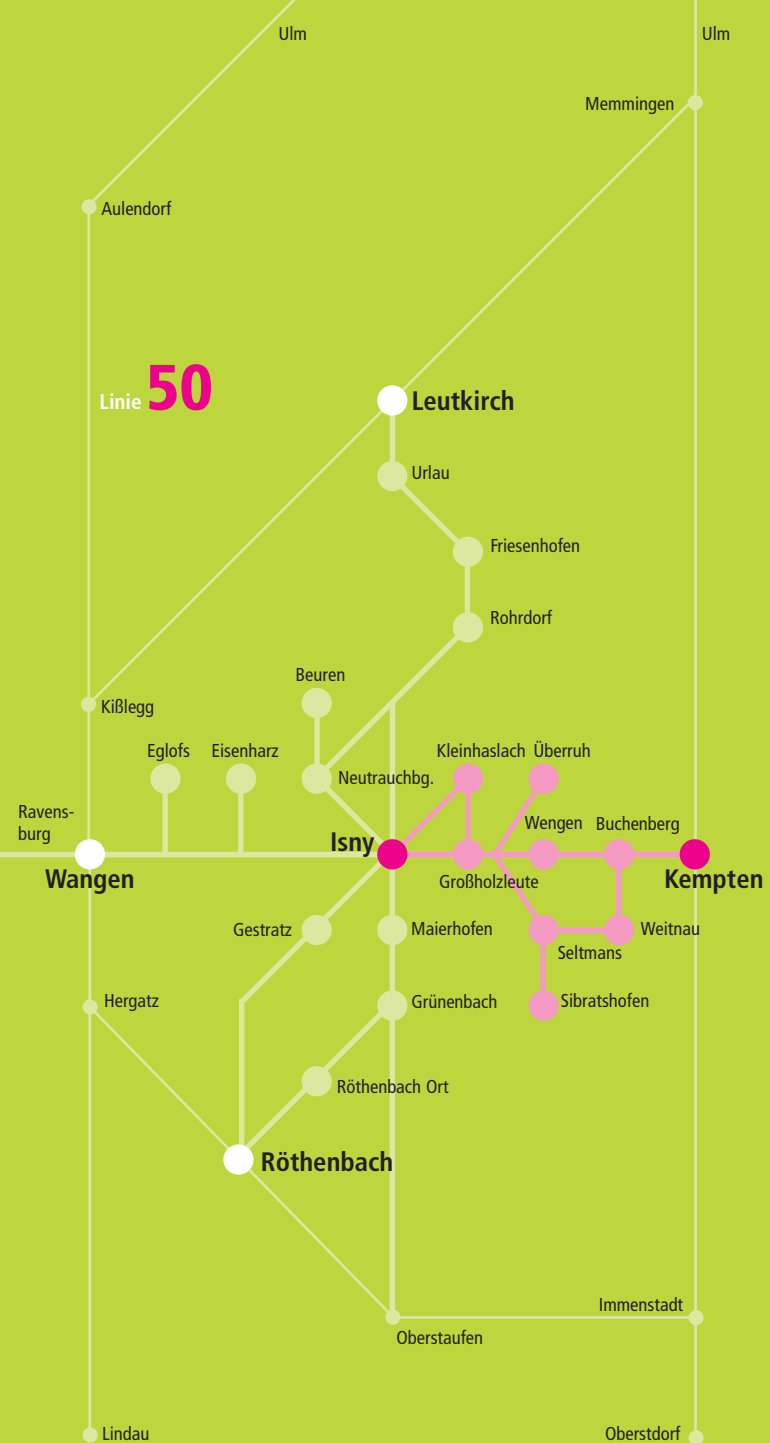 Ulm
Ulm
Memmingen
Aulendorf
Linie 50
Leutkirch
Urlau
Friesenhofen
Rohrdorf
Beuren
Kißlegg
Eglofs
Eisenharz
Neutrauchbg.
Kleinhaslach
Überruh
Ravens-
burg
Isny
Wengen
Buchenberg
Wangen
Großholzleute
Kempten
Gestratz
Maierhofen
Weitnau
Seltmans
Hergatz
Grünenbach
Sibratshofen
Röthenbach Ort
Röthenbach
Immenstadt
Oberstaufen
Lindau
Oberstdorf